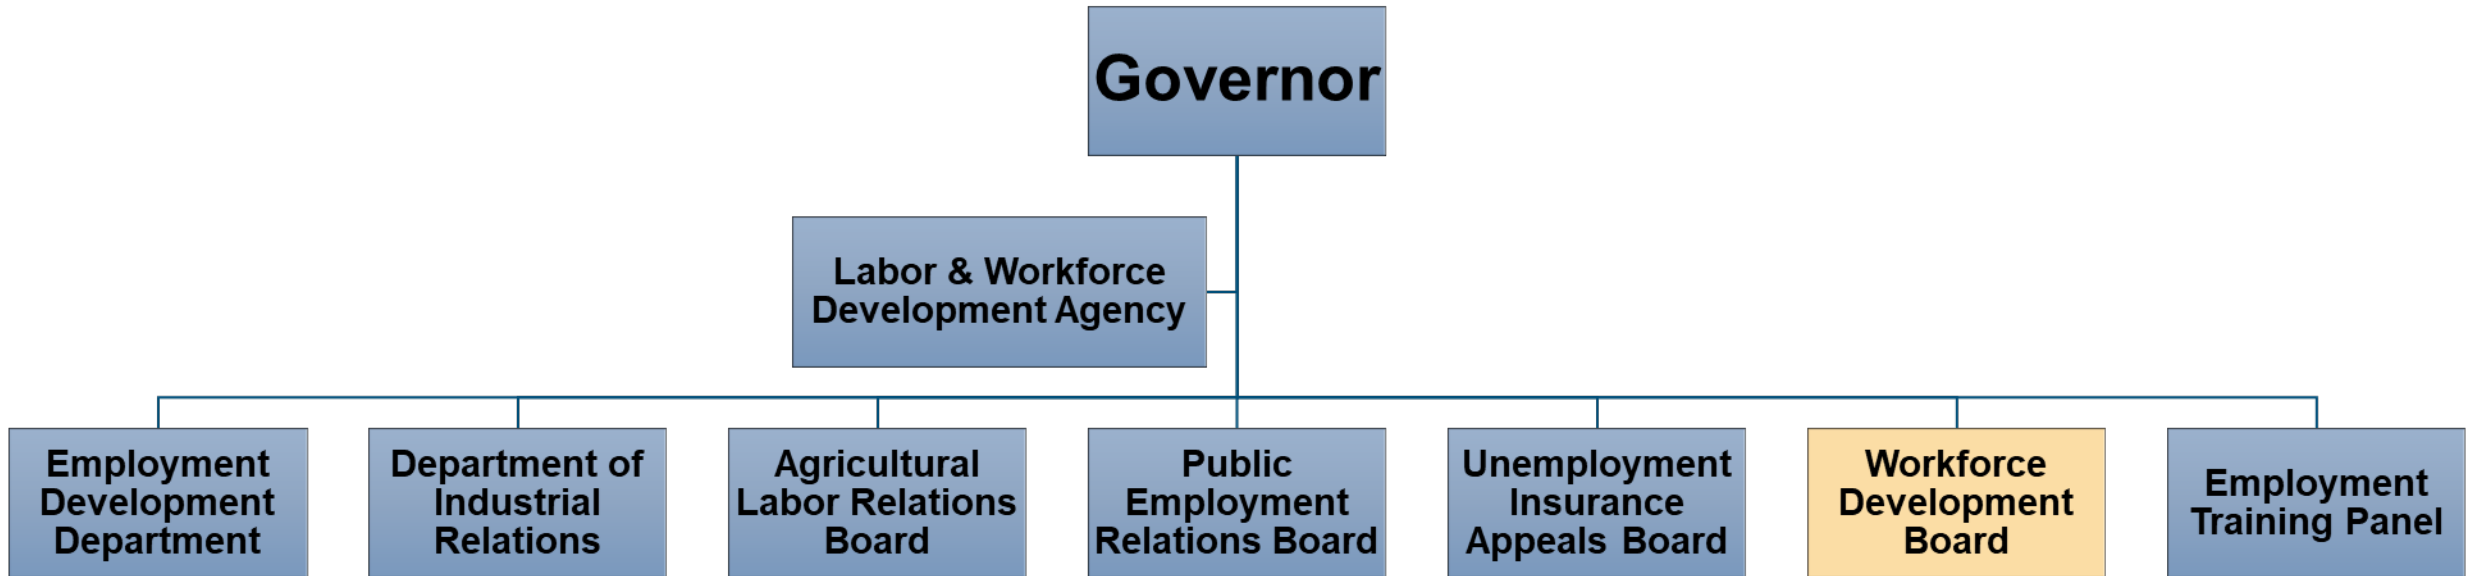 Governor
Labor & Workforce
Development Agency
Employment
Development
Department
Department of
Industrial
Relations
Agricultural
Labor Relations
Board
Public
Employment
Relations Board
Unemployment
Insurance
Appeals Board
Workforce
Development
Board
Employment
Training Panel